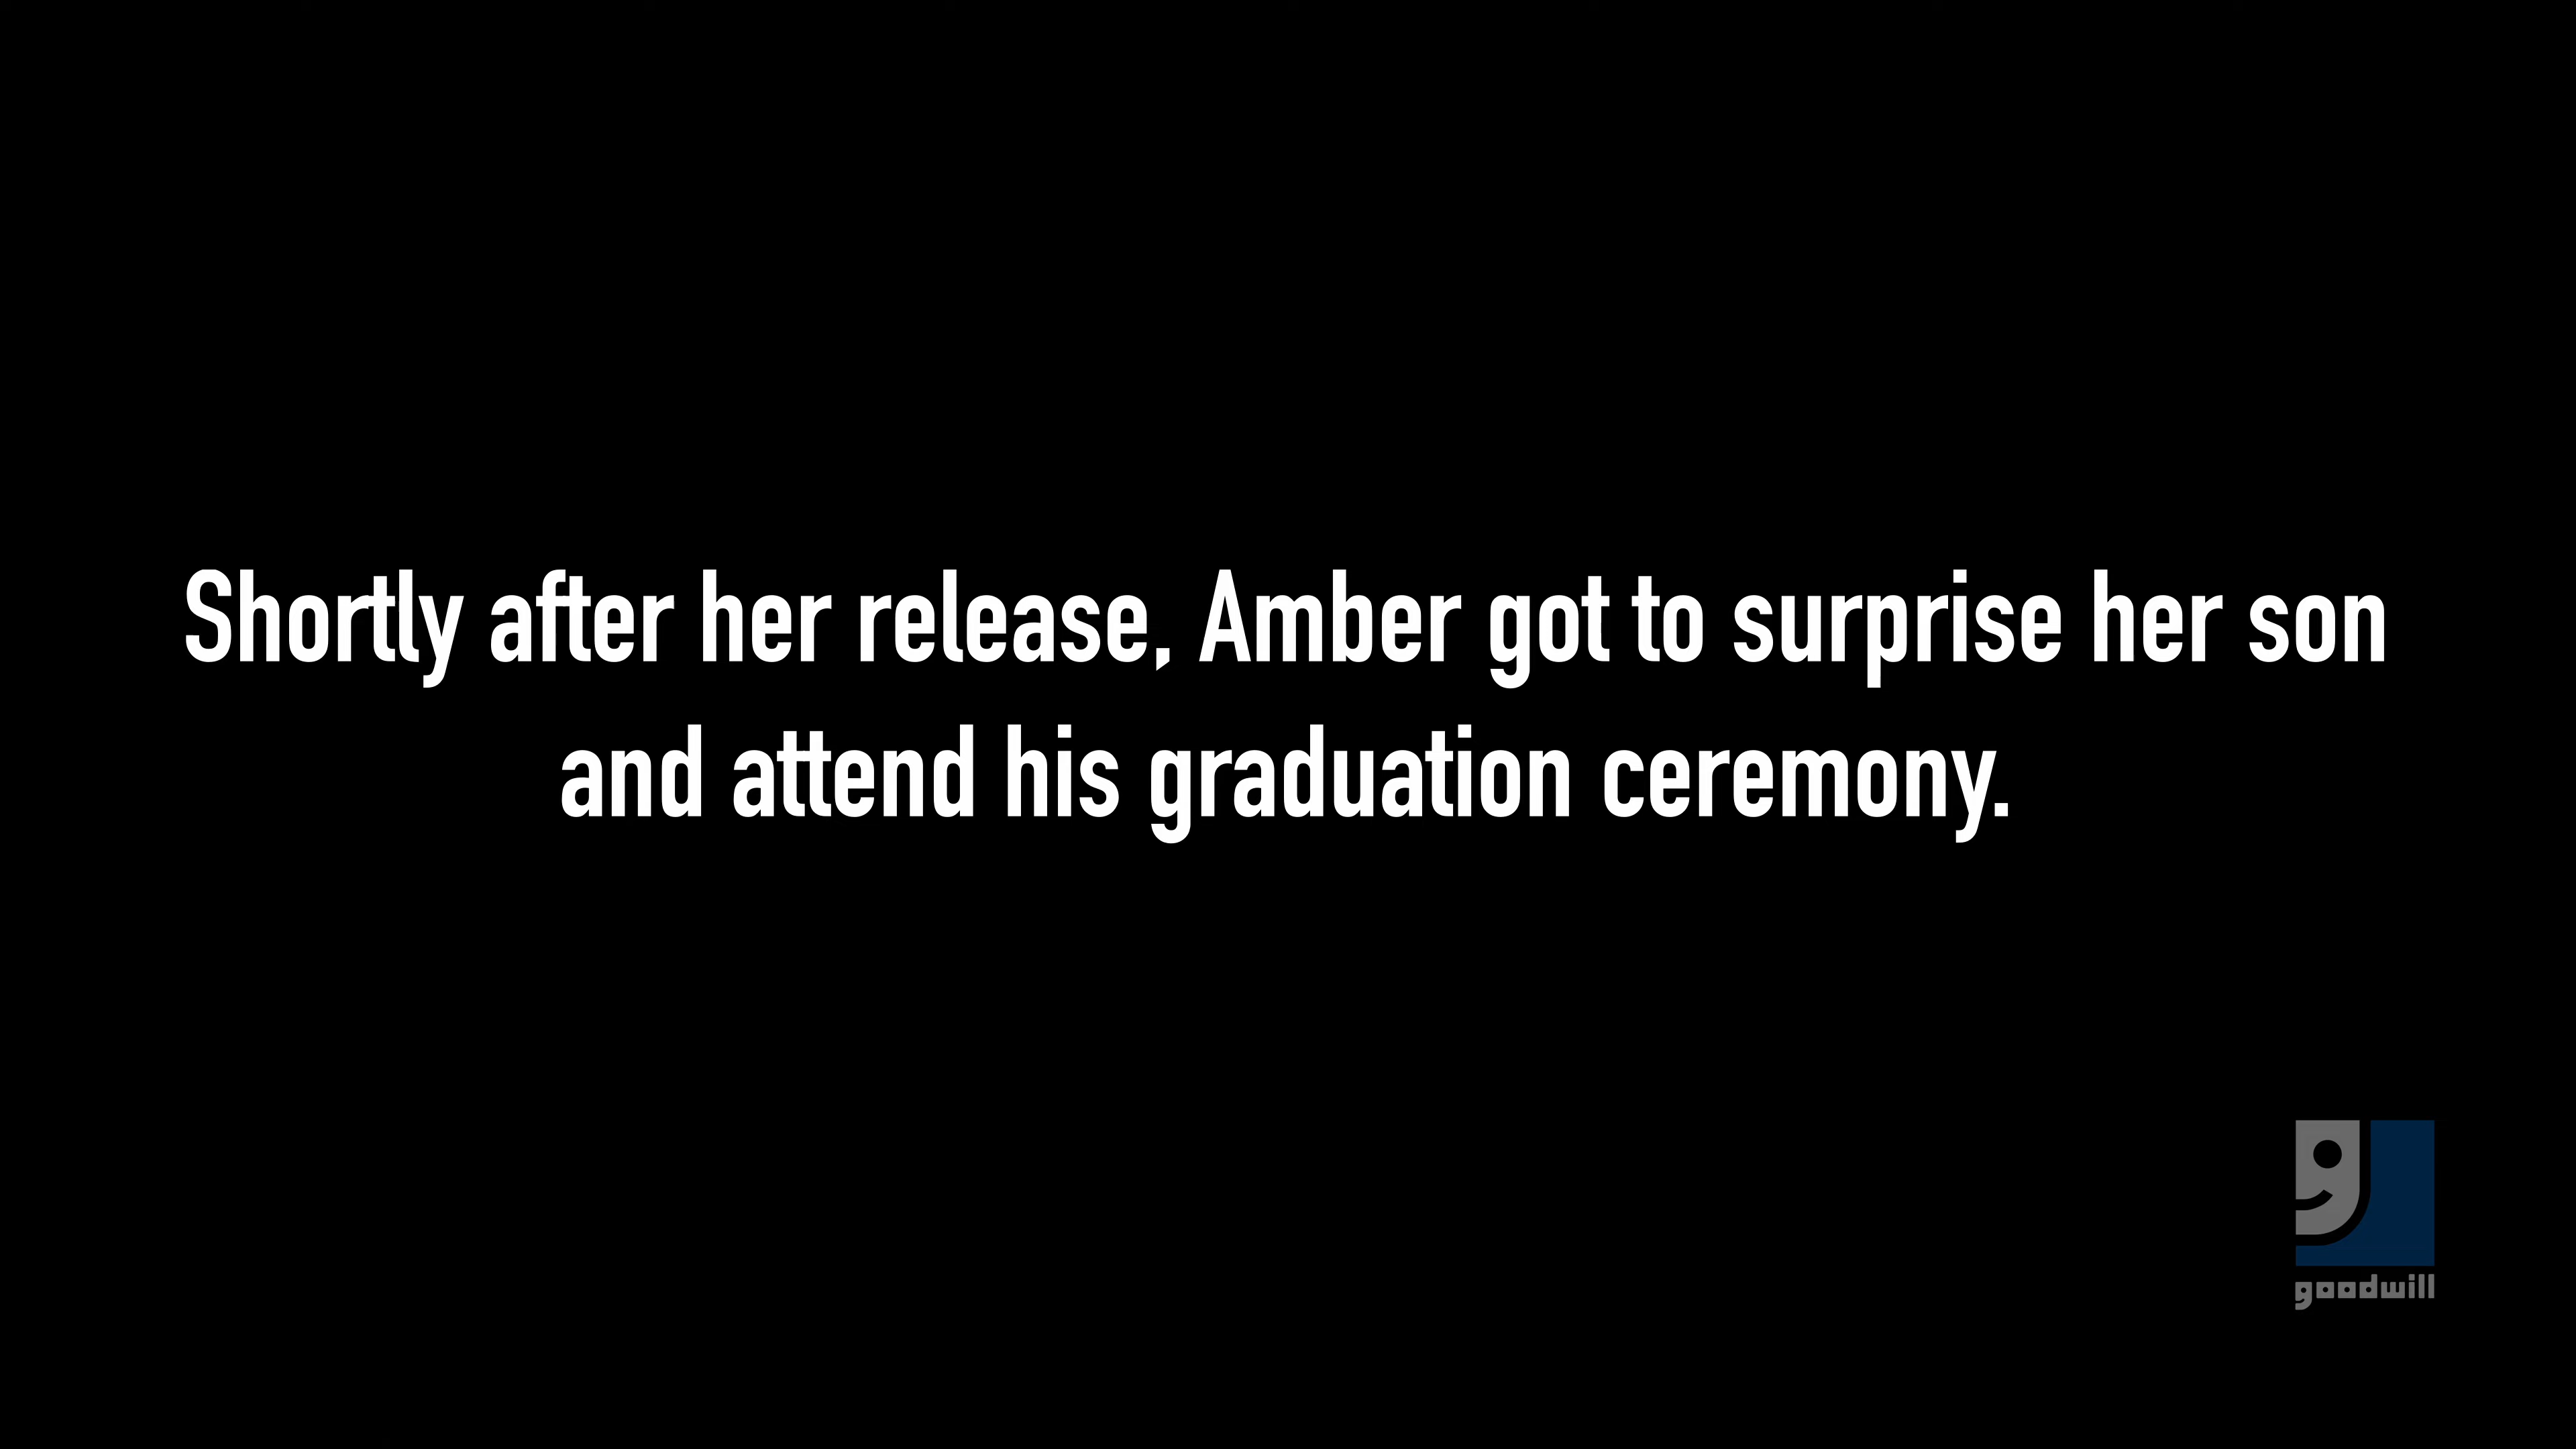 Shortly after her release, Amber got to surprise her son
and attend his graduation ceremony.
goodwill